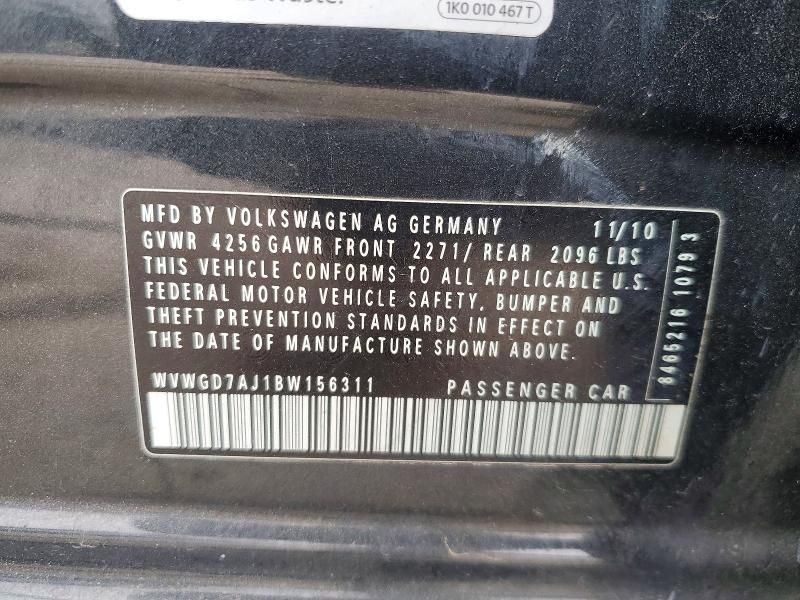 1K0 010 467 T
MFD BY VOLKSWAGEN AG GERMANY 11/10
GVWR 4256 GAWR FRONT 2271/ REAR 2096 LBS
THIS VEHICLE CONFORMS TO ALL APPLICABLE U.S.
FEDERAL MOTOR VEHICLE SAFETY, BUMPER AND
THEFT PREVENTION STANDARDS IN EFFECT ON
THE DATE OF MANUFACTURE SHOWN ABOVE.
WVWGD7AJ1BW156311 PASSENGER CAR
8465216 1079 3